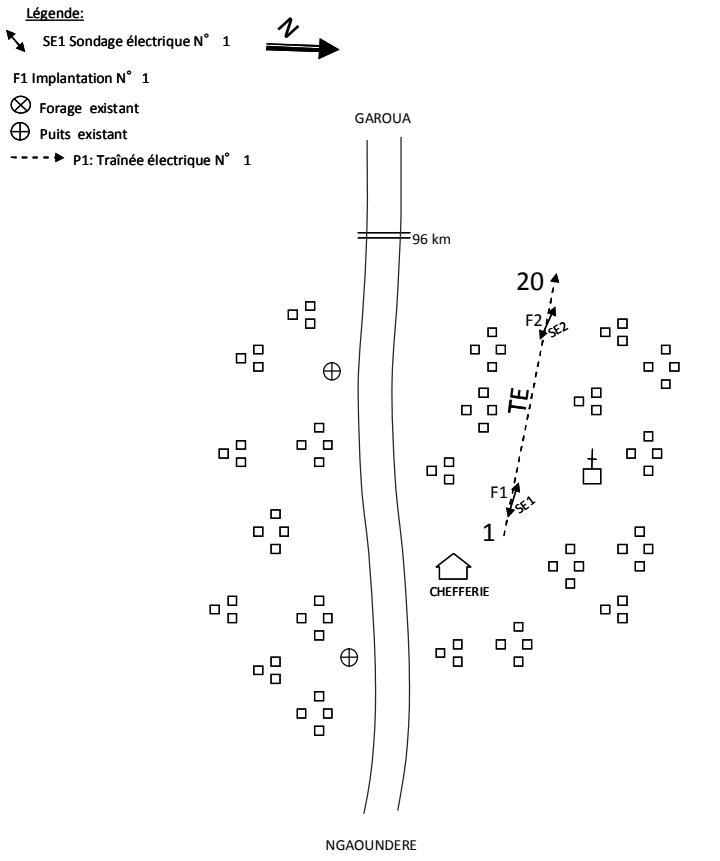 Légende:
SE1 Sondage électrique N° 1
N
F1 Implantation N° 1
Forage existant
Puits existant
P1: Traînée électrique N° 1
GAROUA
96 km
20
F2
SE2
TE
F1
SE1
1
CHEFFERIE
NGAOUNDERE